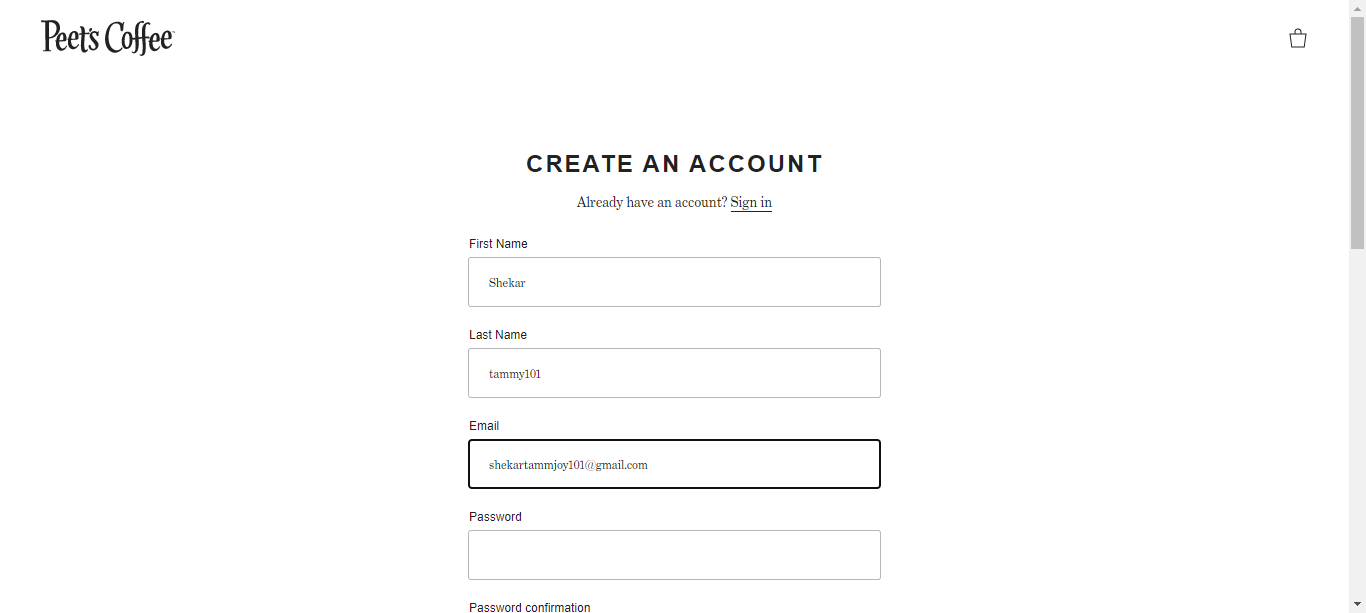 Peet's Coffee
CREATE AN ACCOUNT
Already have an account? Sign in
First Name
Shekar
Last Name
tammy101
Email
shekartammjoy101@gmail.com
Password
Password confirmation